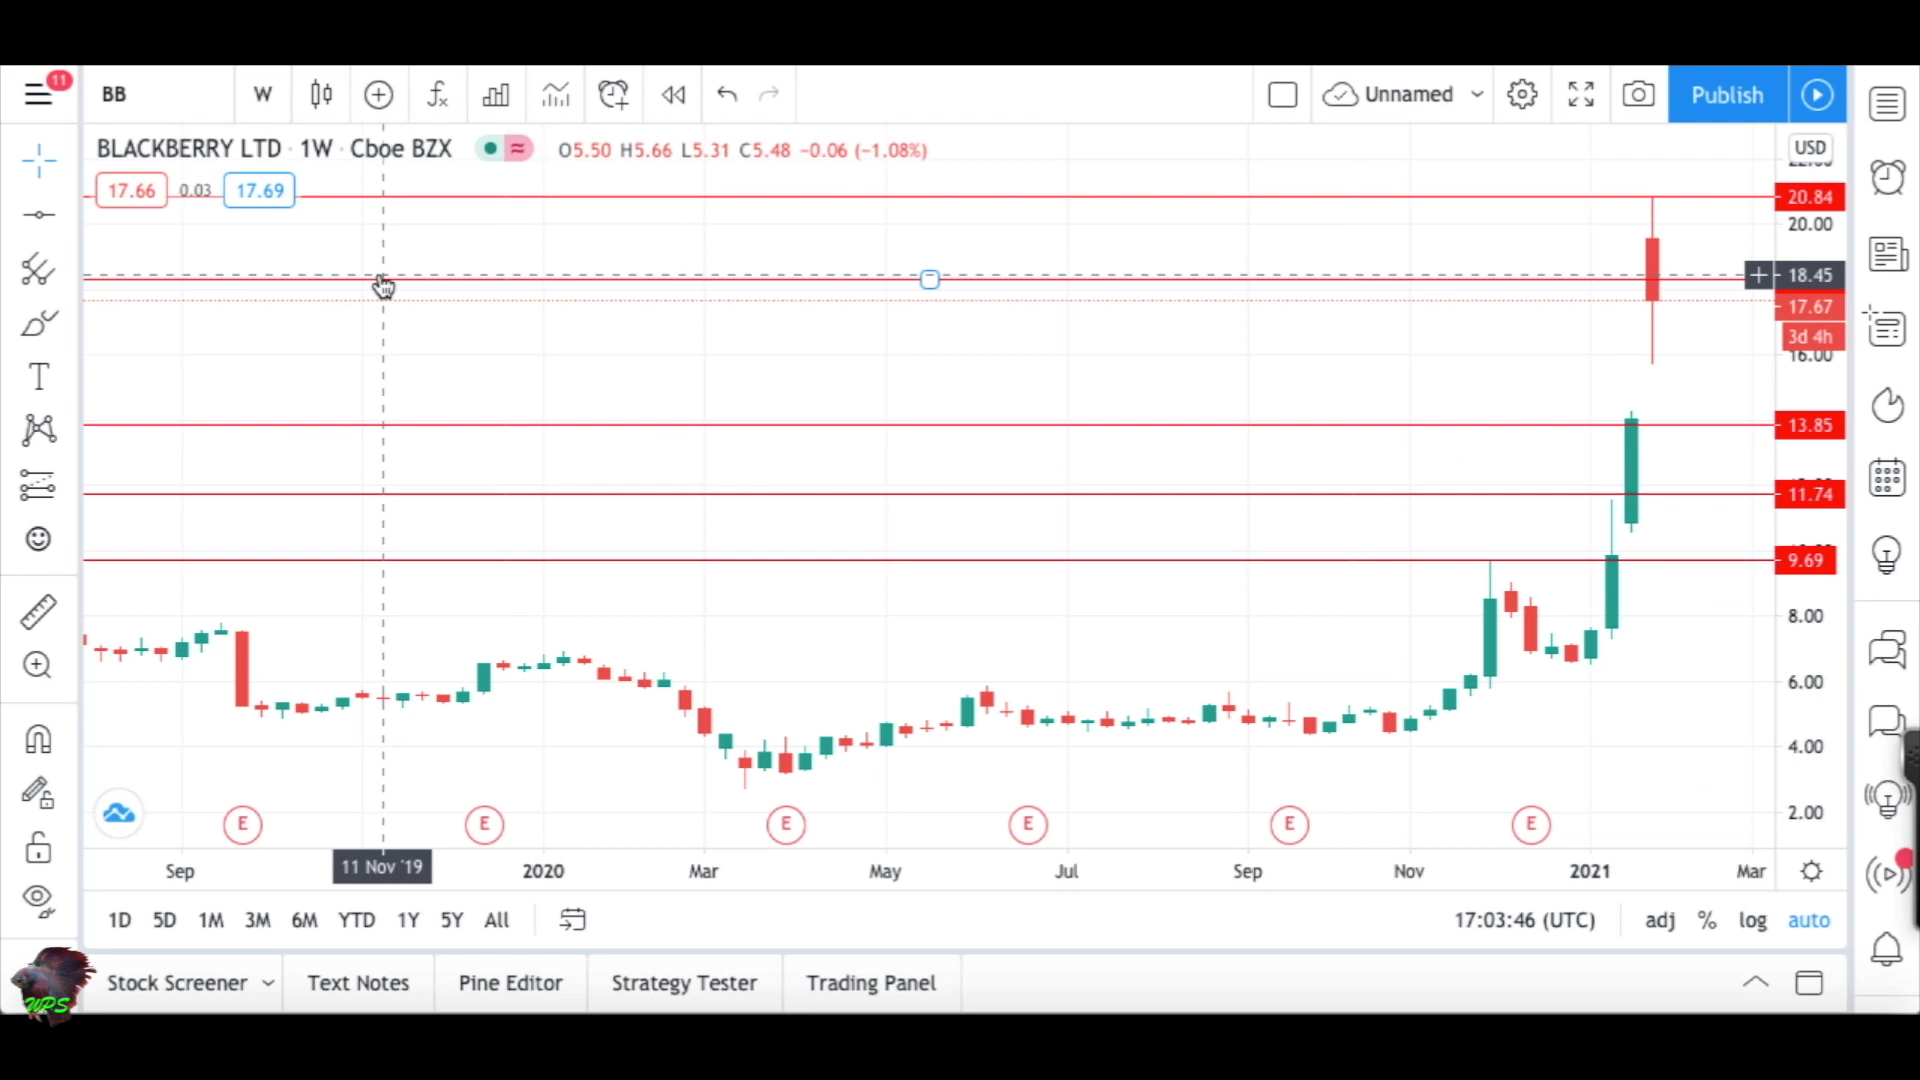 11
BB
W
Unnamed
Publish
BLACKBERRY LTD · 1W · Cboe BZX
O5.50 H5.66 L5.31 C5.48 −0.06 (−1.08%)
USD
17.66 0.03 17.69
20.84
20.00
18.45
17.67
3d 4h
16.00
13.85
11.74
9.69
8.00
6.00
4.00
2.00
E E E E E E
Sep 11 Nov '19 2020 Mar May Jul Sep Nov 2021 Mar
1D 5D 1M 3M 6M YTD 1Y 5Y All
17:03:46 (UTC) adj % log auto
WPS
Stock Screener Text Notes Pine Editor Strategy Tester Trading Panel